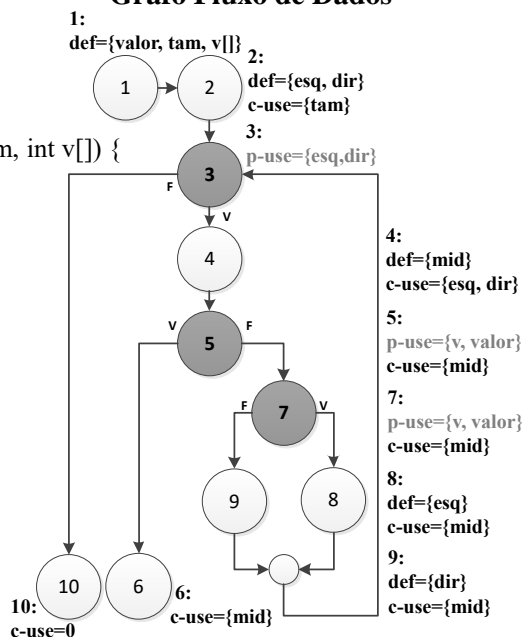 Grafo Fluxo de Dados
1:
def={valor, tam, v[]}
1
2
2:
def={esq, dir}
c-use={tam}
m, int v[]) {
3:
p-use={esq,dir}
3
F
V
4
4:
def={mid}
c-use={esq, dir}
V
5
F
5:
p-use={v, valor}
c-use={mid}
F
7
V
7:
p-use={v, valor}
c-use={mid}
9
8
8:
def={esq}
c-use={mid}
9:
def={dir}
c-use={mid}
10
6
10:
c-use=0
6:
c-use={mid}